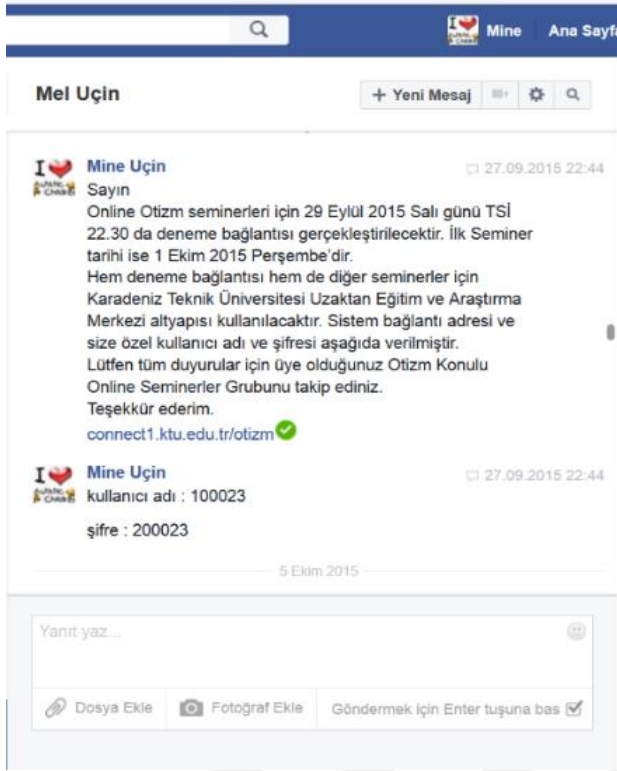 Mine
Ana Sayfa
Mel Uçin
+ Yeni Mesaj
Mine Uçin
27.09.2015 22:44
Sayın
Online Otizm seminerleri için 29 Eylül 2015 Salı günü TSİ
22.30 da deneme bağlantısı gerçekleştirilecektir. İlk Seminer
tarihi ise 1 Ekim 2015 Perşembe'dir.
Hem deneme bağlantısı hem de diğer seminerler için
Karadeniz Teknik Üniversitesi Uzaktan Eğitim ve Araştırma
Merkezi altyapısı kullanılacaktır. Sistem bağlantı adresi ve
size özel kullanıcı adı ve şifresi aşağıda verilmiştir.
Lütfen tüm duyurular için üye olduğunuz Otizm Konulu
Online Seminerler Grubunu takip ediniz.
Teşekkür ederim.
connect1.ktu.edu.tr/otizm
Mine Uçin
27.09.2015 22:44
kullanıcı adı : 100023
şifre : 200023
5 Ekim 2015
Yanıt yaz...
Dosya Ekle
Fotoğraf Ekle
Göndermek için Enter tuşuna bas